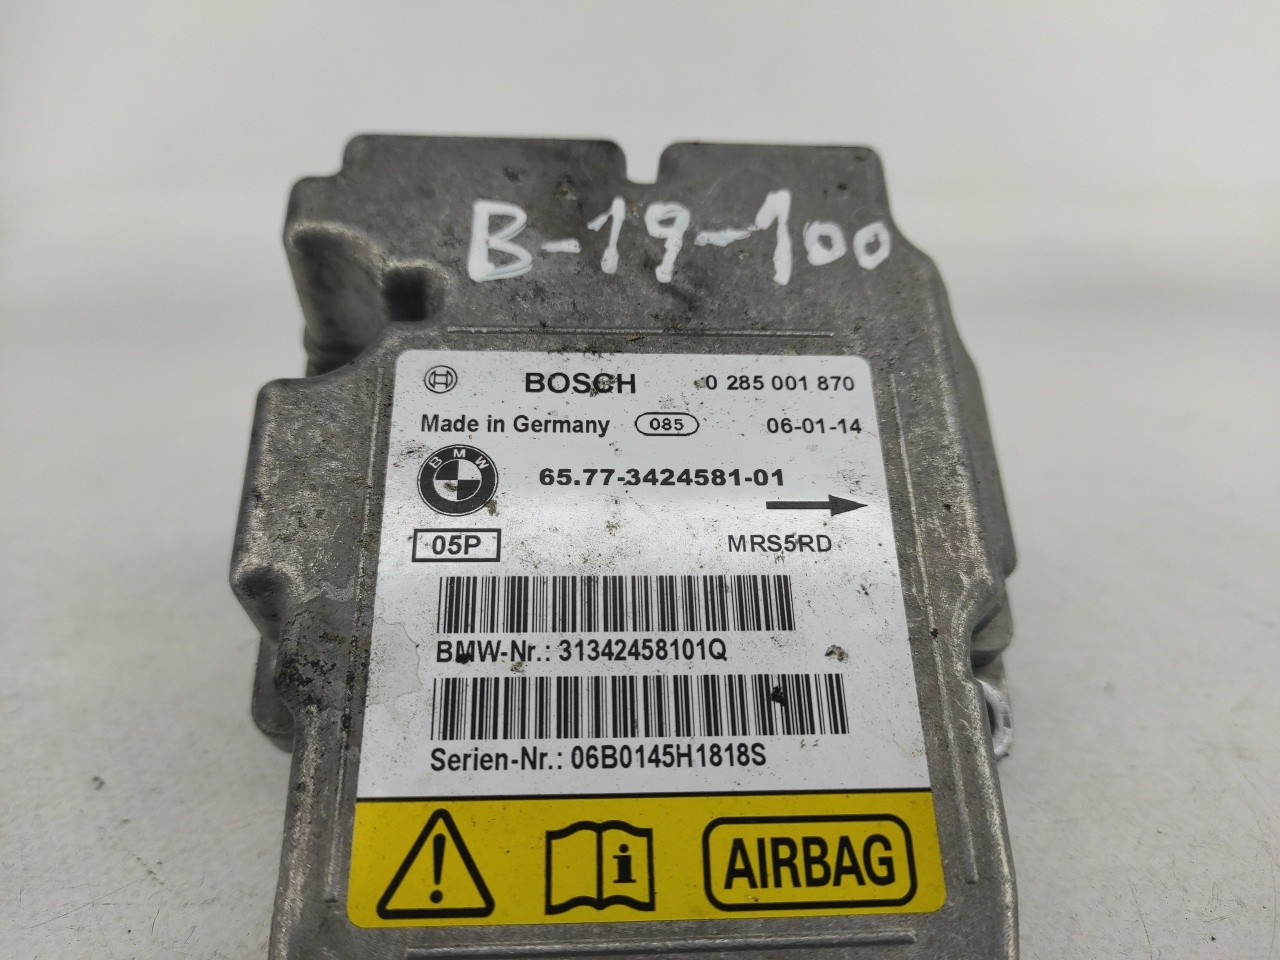 B-19-100
BOSCH 0 285 001 870
Made in Germany 085 06-01-14
BMW 65.77-3424581-01
05P MRS5RD
BMW-Nr.: 31342458101Q
Serien-Nr.: 06B0145H1818S
AIRBAG